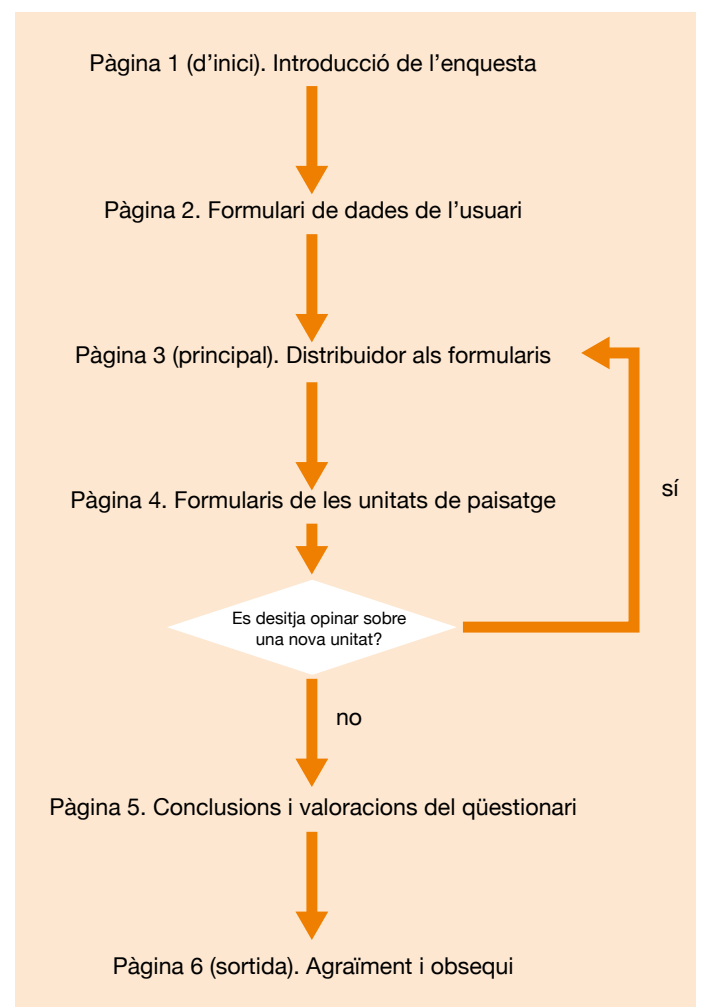 Pàgina 1 (d’inici). Introducció de l’enquesta
Pàgina 2. Formulari de dades de l’usuari
Pàgina 3 (principal). Distribuidor als formularis
Pàgina 4. Formularis de les unitats de paisatge
sí
Es desitja opinar sobre
una nova unitat?
no
Pàgina 5. Conclusions i valoracions del qüestionari
Pàgina 6 (sortida). Agraïment i obsequi